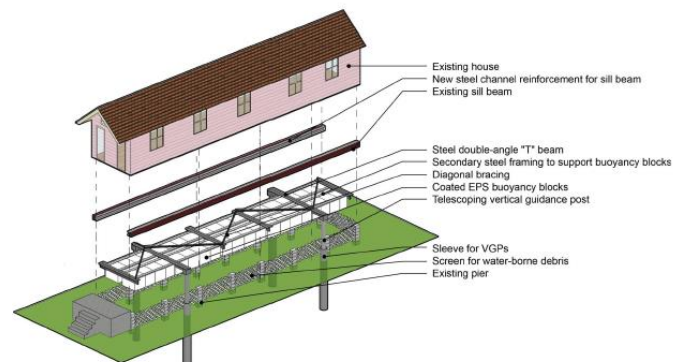 Existing house
New steel channel reinforcement for sill beam
Existing sill beam
Steel double-angle "T" beam
Secondary steel framing to support buoyancy blocks
Diagonal bracing
Coated EPS buoyancy blocks
Telescoping vertical guidance post
Sleeve for VGPs
Screen for water-borne debris
Existing pier